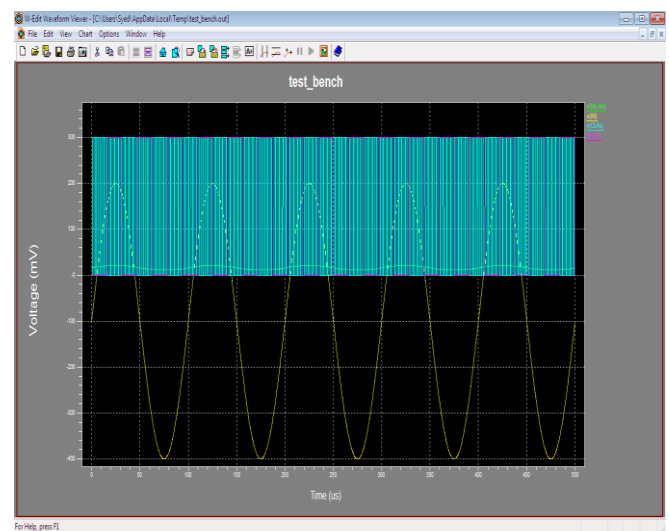 W-Edit Waveform Viewer - [C:\Users\Syed\AppData\Local\Temp\test_bench.out]
File Edit View Chart Options Window Help
test_bench
Voltage (mV)
300
200
100
-0
-100
-200
-300
-400
0 50 100 150 200 250 300 350 400 450 500
Time (us)
For Help, press F1